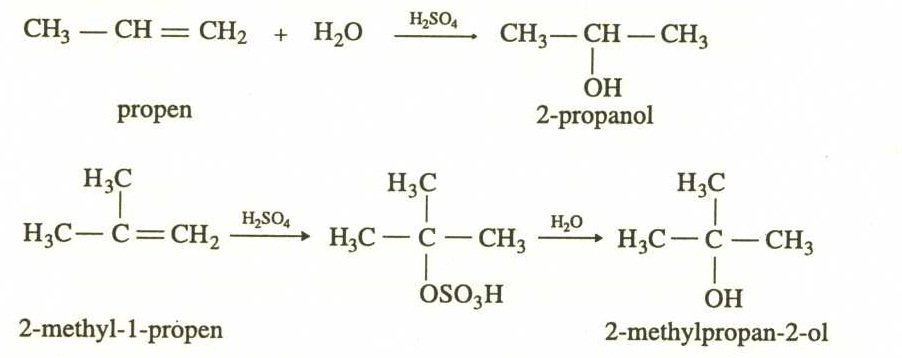 CH₃ — CH = CH₂ + H₂O H₂SO₄ CH₃ — CH — CH₃
OH
propen 2-propanol
H₃C H₃C H₃C
H₃C — C = CH₂ H₂SO₄ H₃C — C — CH₃ H₂O H₃C — C — CH₃
OSO₃H OH
2-methyl-1-propen 2-methylpropan-2-ol